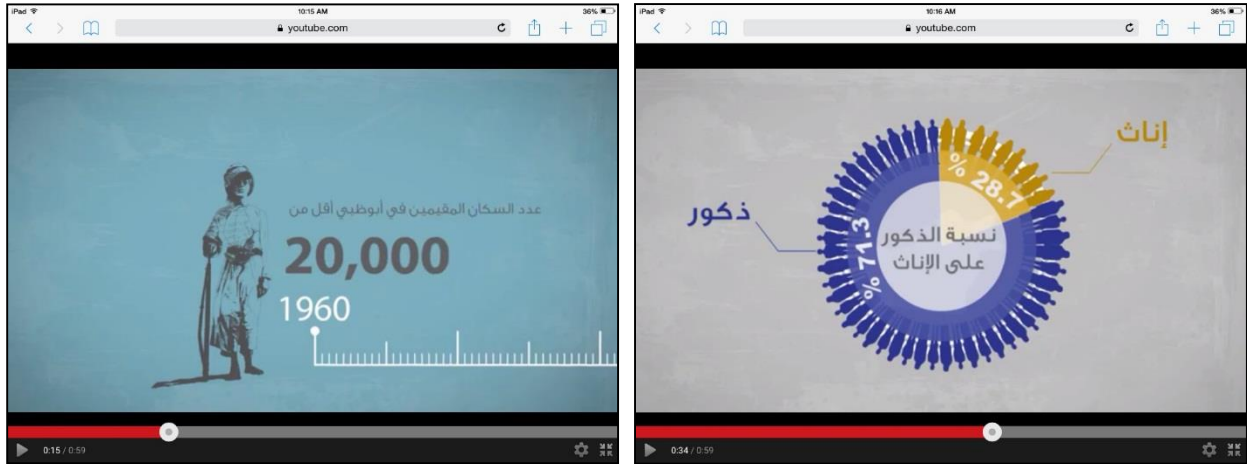 iPad
10:15 AM
36%
youtube.com
عدد السكان المقيمين في أبوظبي أقل من
20,000
1960
0:15 / 0:59
iPad
10:16 AM
36%
youtube.com
إناث
% 28.7
ذكور
% 71.3
نسبة الذكور
على الإناث
0:34 / 0:59